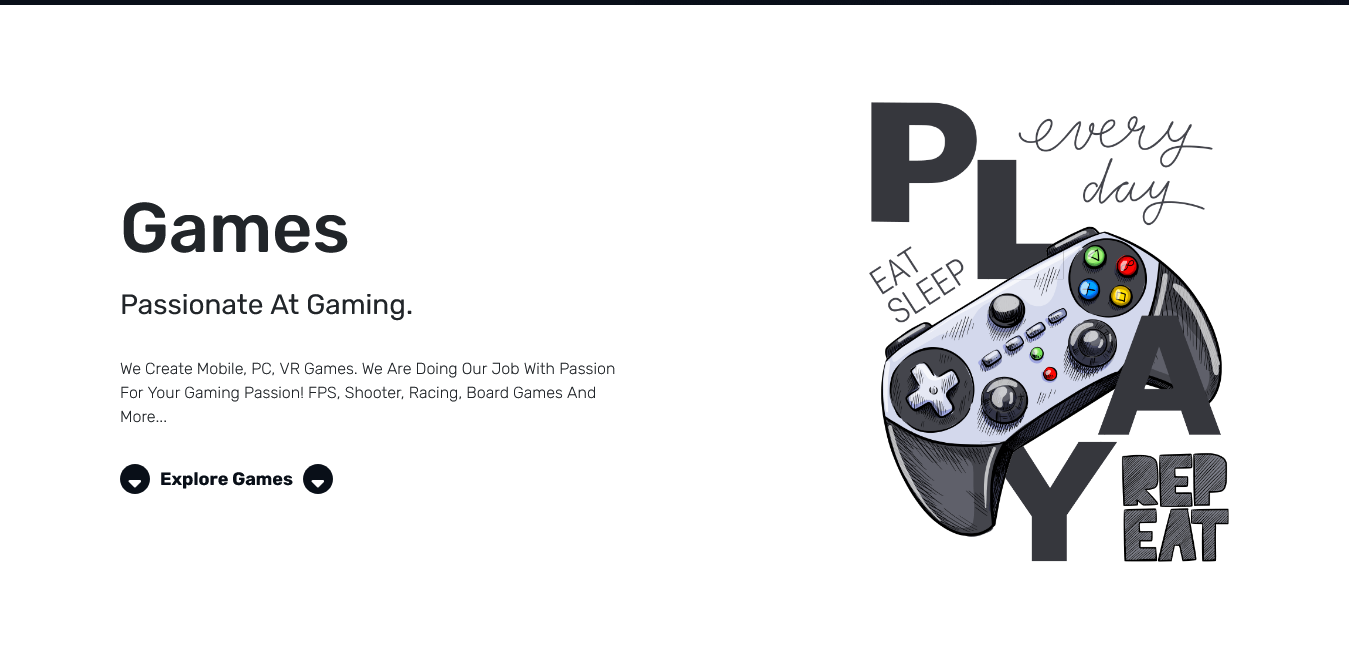 Games
Passionate At Gaming.
We Create Mobile, PC, VR Games. We Are Doing Our Job With Passion
For Your Gaming Passion! FPS, Shooter, Racing, Board Games And
More...
Explore Games
PLAY
every
day
EAT
SLEEP
REP
EAT